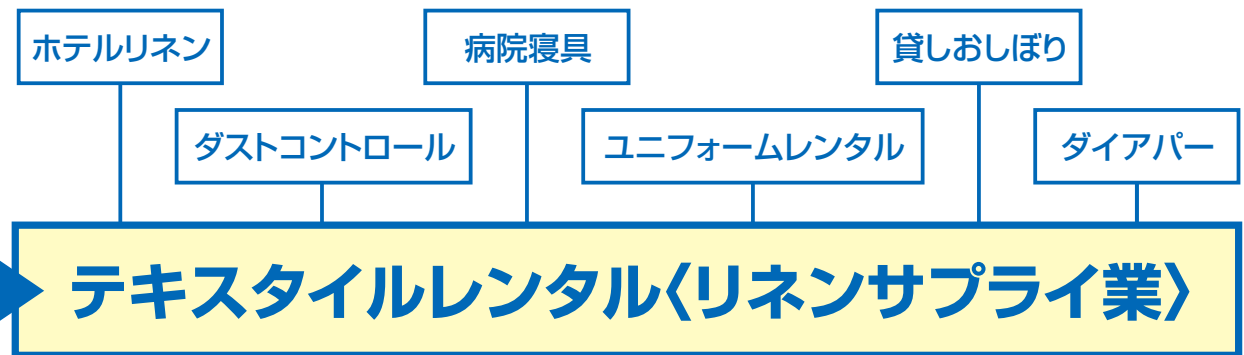 ホテルリネン
病院寝具
貸しおしぼり
ダストコントロール
ユニフォームレンタル
ダイアパー
テキスタイルレンタル〈リネンサプライ業〉